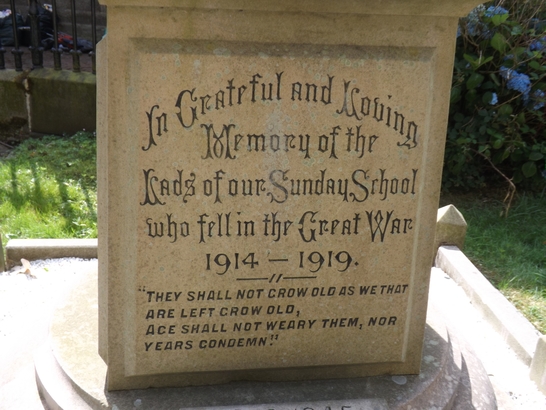 In Grateful and Loving
Memory of the
Lads of our Sunday School
who fell in the Great War
1914 — 1919.
"THEY SHALL NOT GROW OLD AS WE THAT
ARE LEFT GROW OLD,
AGE SHALL NOT WEARY THEM, NOR
YEARS CONDEMN."